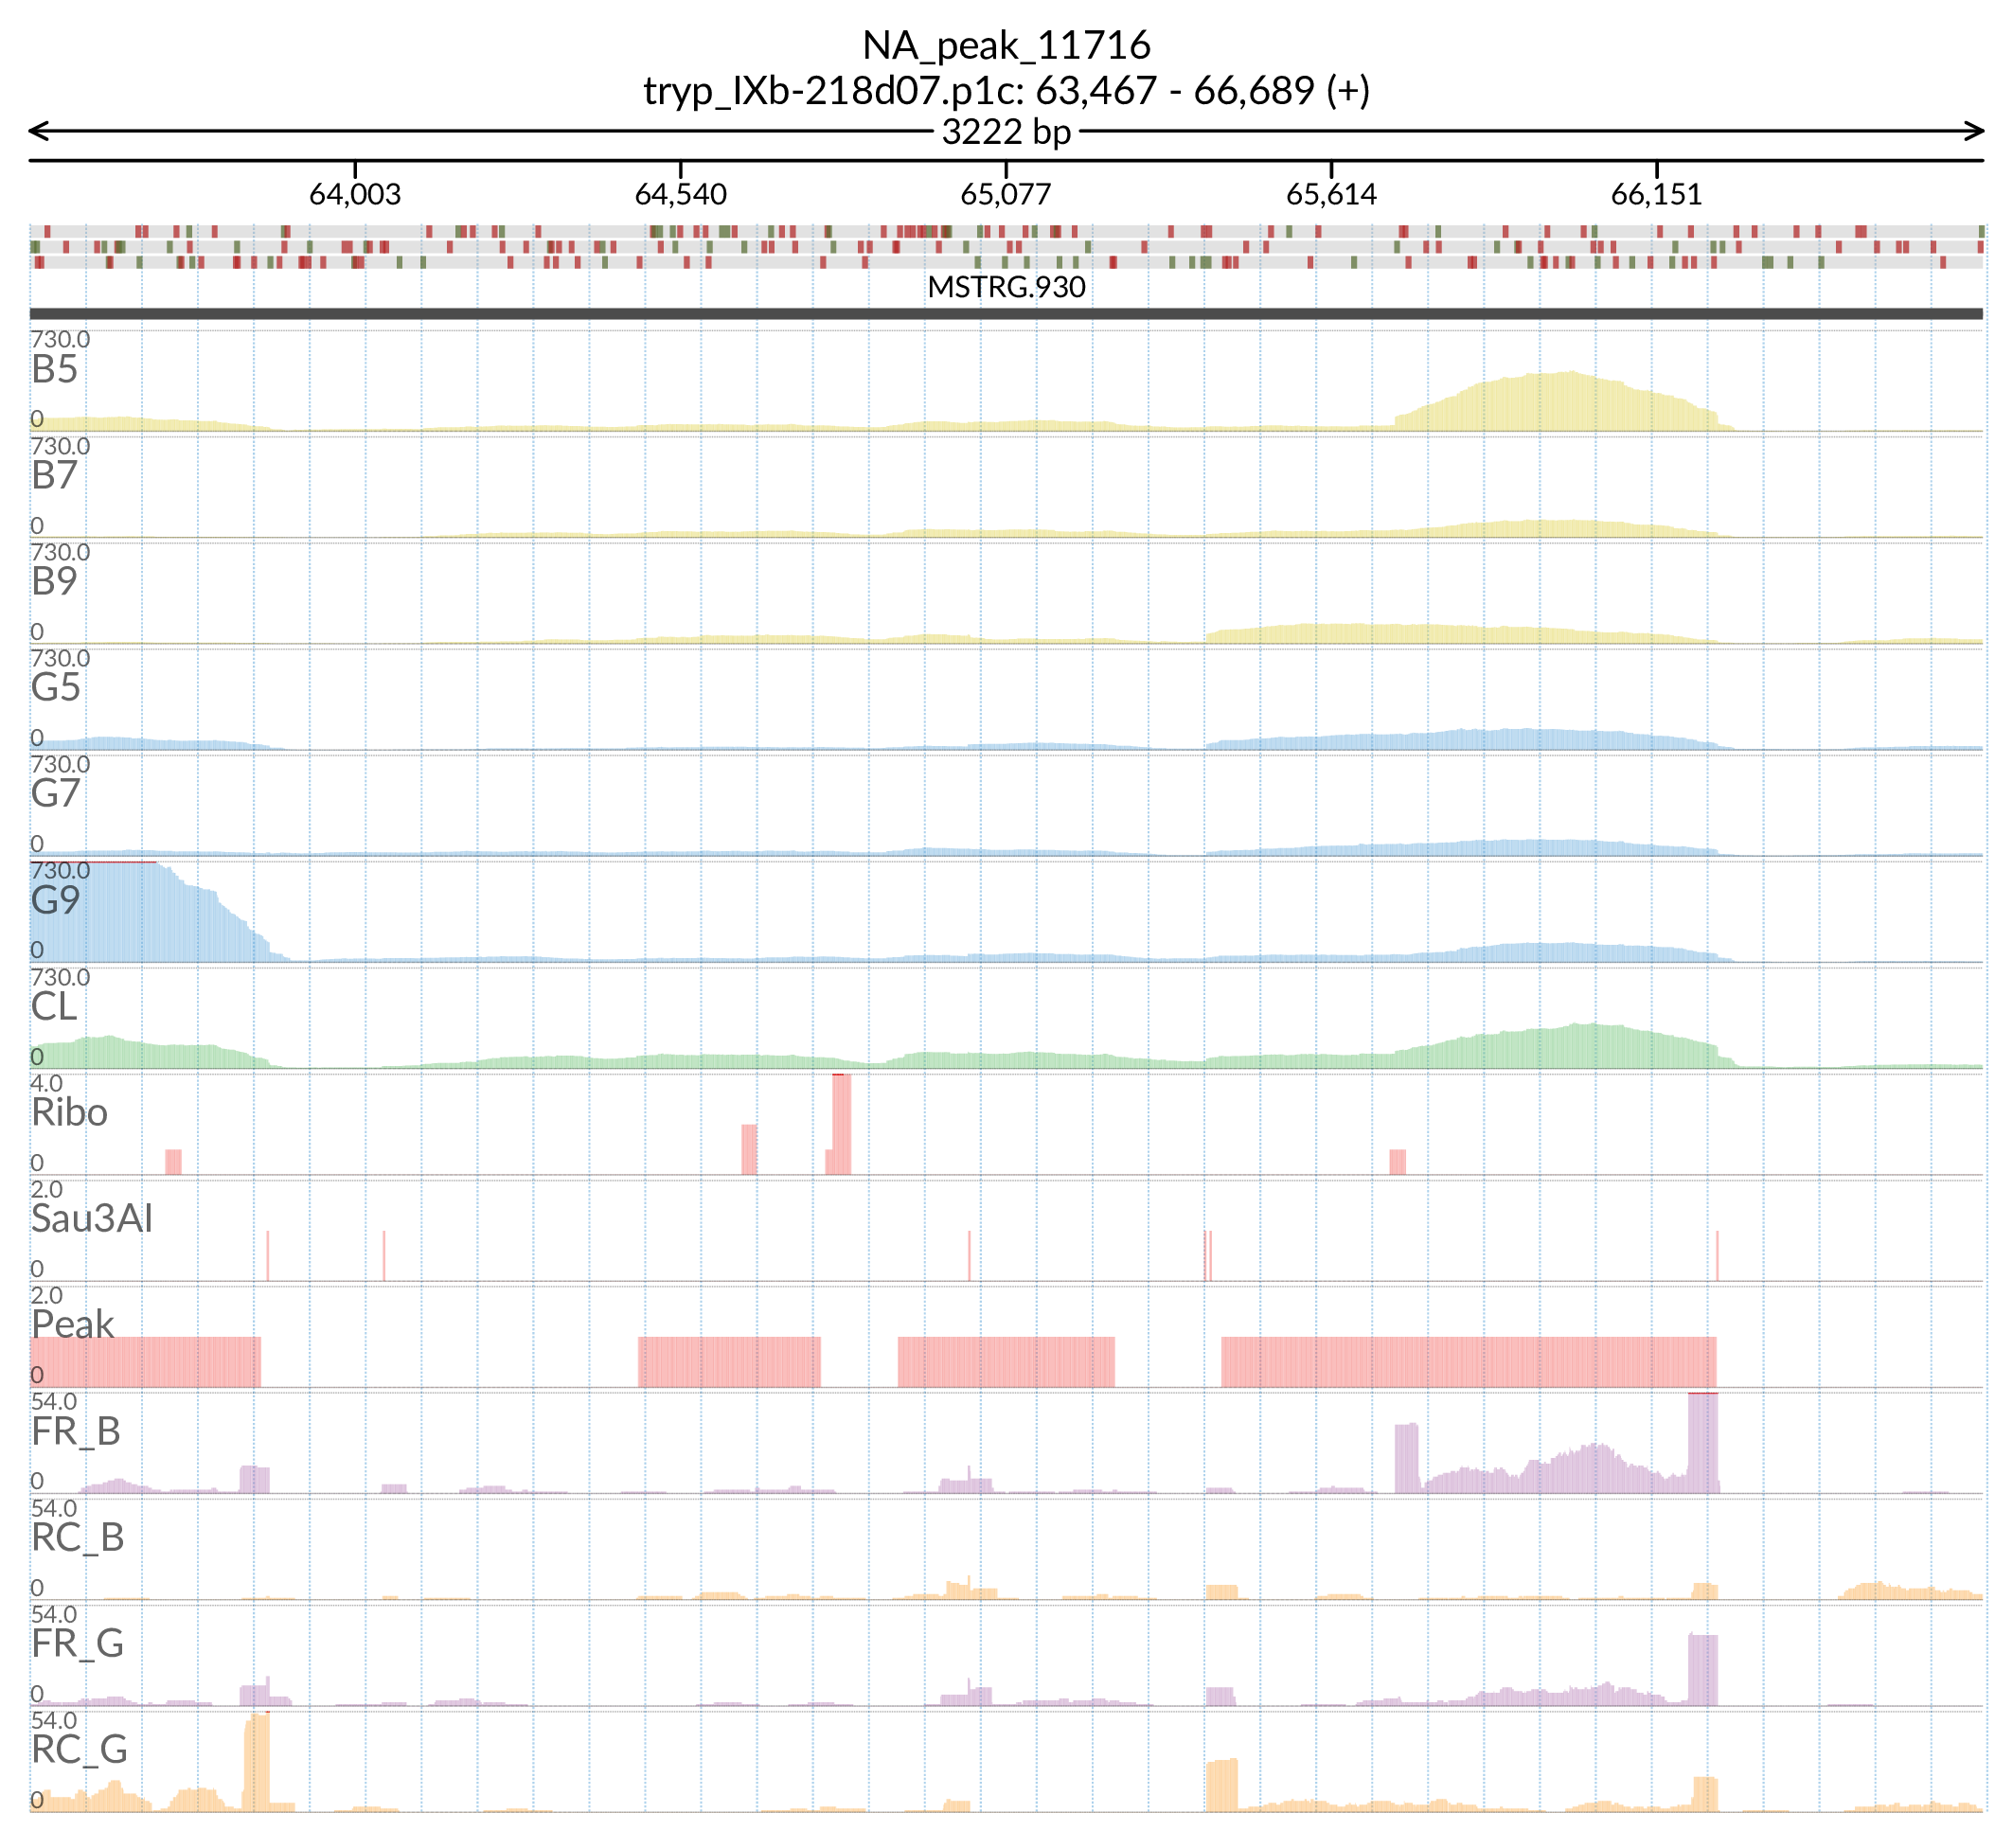 NA_peak_11716
tryp_IXb-218d07.p1c: 63,467 - 66,689 (+)
3222 bp
64,003 64,540 65,077 65,614 66,151
MSTRG.930
730.0
B5
0
730.0
B7
0
730.0
B9
0
730.0
G5
0
730.0
G7
0
730.0
G9
0
730.0
CL
0
4.0
Ribo
0
2.0
Sau3AI
0
2.0
Peak
0
54.0
FR_B
0
54.0
RC_B
0
54.0
FR_G
0
54.0
RC_G
0